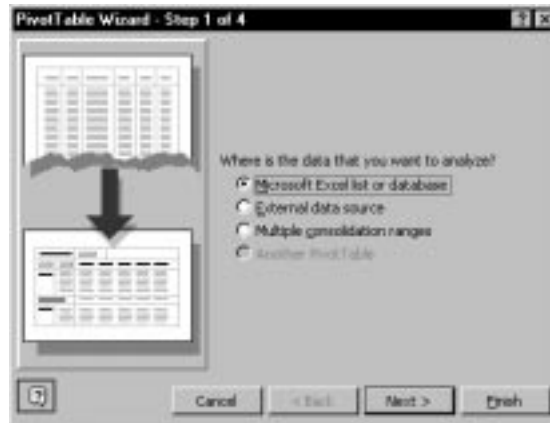 PivotTable Wizard - Step 1 of 4
Where is the data that you want to analyze?
Microsoft Excel list or database
External data source
Multiple consolidation ranges
Another PivotTable
Cancel
< Back
Next >
Finish